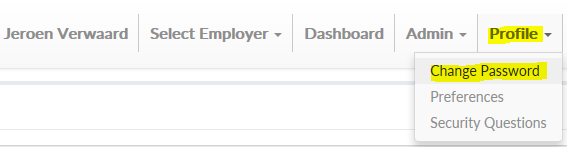 Jeroen Verwaard Select Employer Dashboard Admin Profile
Change Password
Preferences
Security Questions